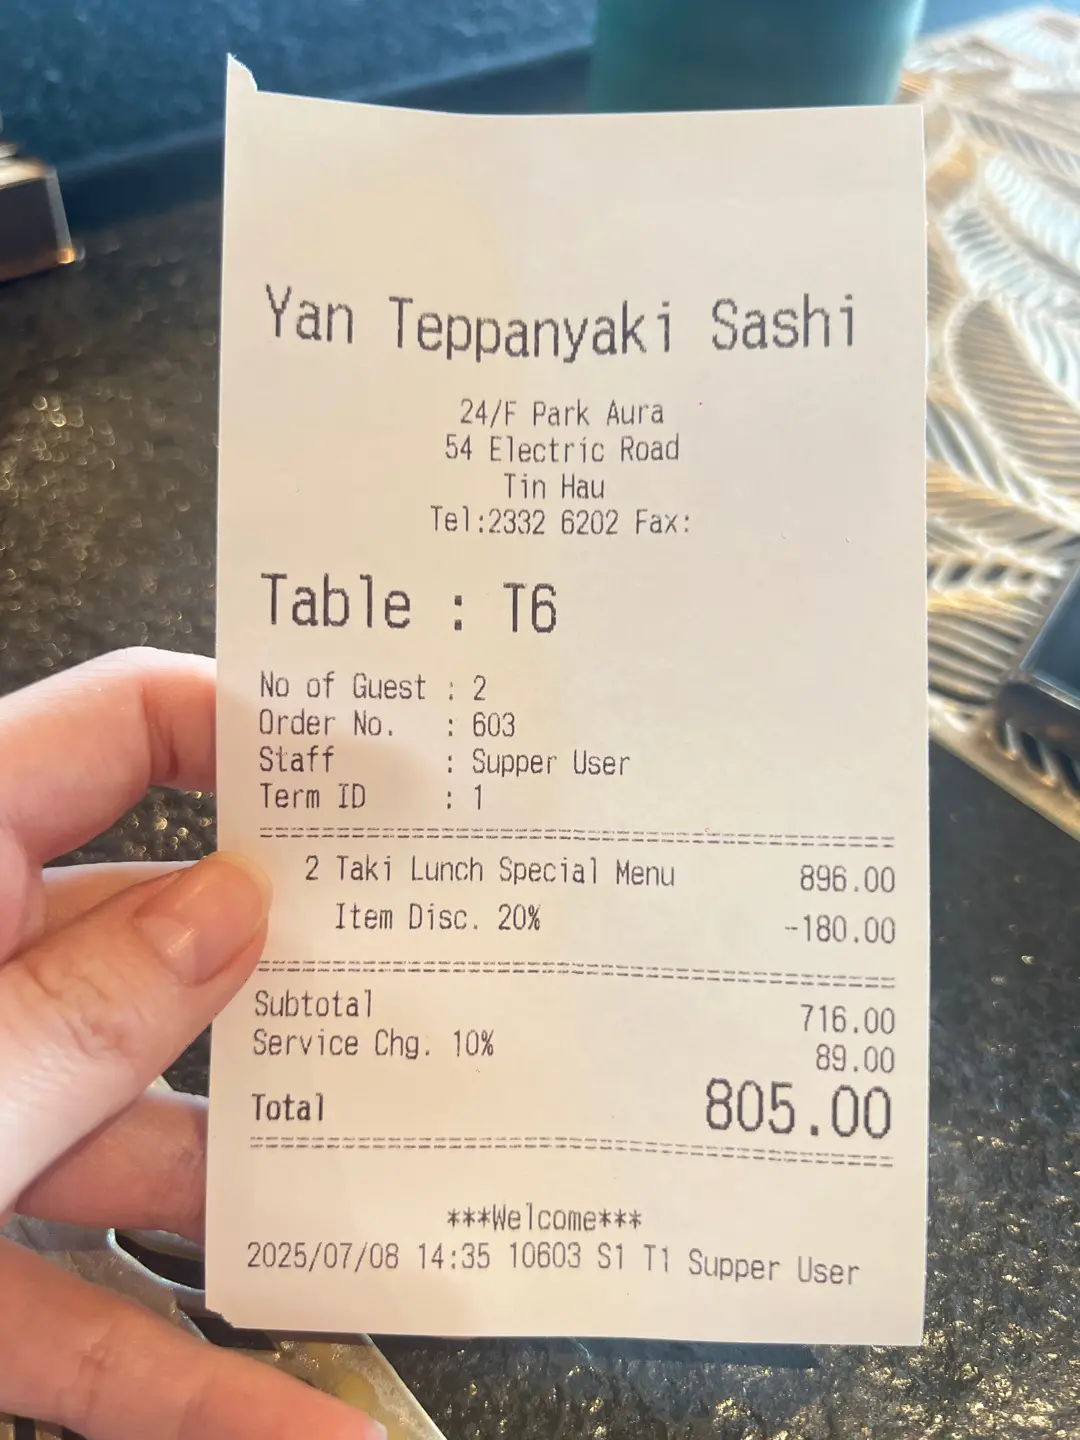 Yan Teppanyaki Sashi
24/F Park Aura
54 Electric Road
Tin Hau
Tel:2332 6202 Fax:
Table : T6
No of Guest : 2
Order No. : 603
Staff : Supper User
Term ID : 1
2 Taki Lunch Special Menu 896.00
Item Disc. 20% -180.00
Subtotal 716.00
Service Chg. 10% 89.00
Total 805.00
***Welcome***
2025/07/08 14:35 10603 S1 T1 Supper User